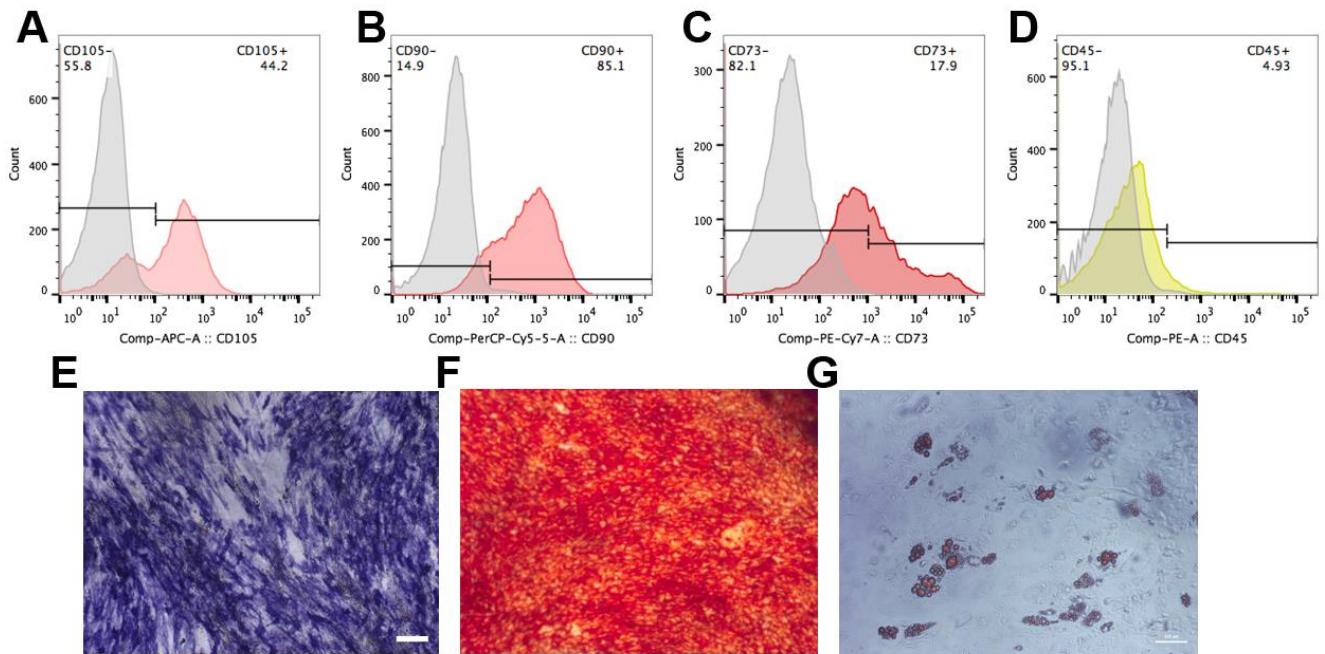 A
B
C
D
CD105- CD105+
55.8 44.2
CD90- CD90+
14.9 85.1
CD73- CD73+
82.1 17.9
CD45- CD45+
95.1 4.93
Count
600
400
200
0
10^0 10^1 10^2 10^3 10^4 10^5
Comp-APC-A :: CD105
Count
800
600
400
200
0
10^0 10^1 10^2 10^3 10^4 10^5
Comp-PerCP-Cy5-5-A :: CD90
Count
300
200
100
0
10^0 10^1 10^2 10^3 10^4 10^5
Comp-PE-Cy7-A :: CD73
Count
600
400
200
0
10^0 10^1 10^2 10^3 10^4 10^5
Comp-PE-A :: CD45
E
F
G